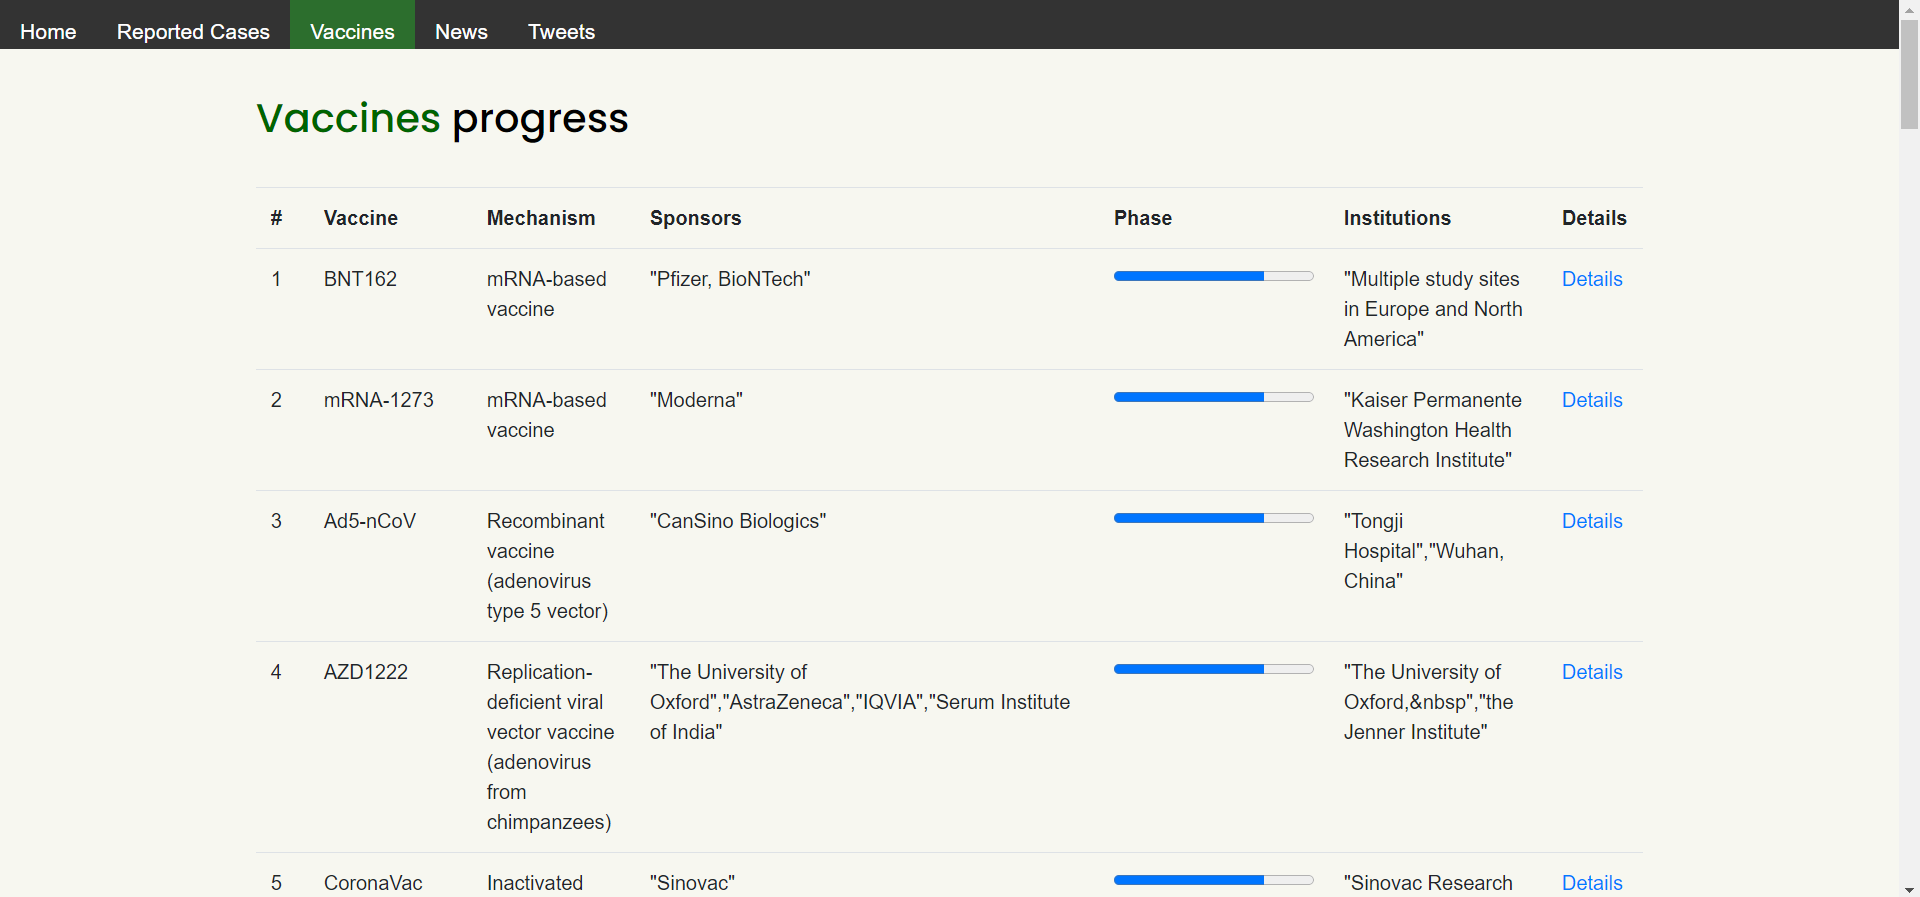 Home Reported Cases Vaccines News Tweets
Vaccines progress
# Vaccine Mechanism Sponsors Phase Institutions Details
1 BNT162 mRNA-based "Pfizer, BioNTech" "Multiple study sites Details
vaccine in Europe and North
America"
2 mRNA-1273 mRNA-based "Moderna" "Kaiser Permanente Details
vaccine Washington Health
Research Institute"
3 Ad5-nCoV Recombinant "CanSino Biologics" "Tongji Details
vaccine Hospital","Wuhan,
(adenovirus China"
type 5 vector)
4 AZD1222 Replication- "The University of "The University of Details
deficient viral Oxford","AstraZeneca","IQVIA","Serum Institute Oxford,&nbsp","the
vector vaccine of India" Jenner Institute"
(adenovirus
from
chimpanzees)
5 CoronaVac Inactivated "Sinovac" "Sinovac Research Details